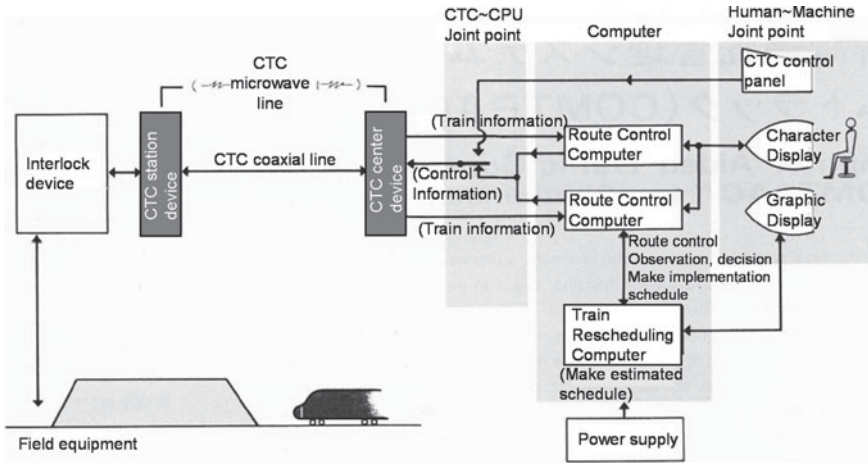 CTC~CPU
Joint point
Computer
Human~Machine
Joint point
CTC control
panel
CTC
microwave
line
(Train information)
Interlock
device
CTC station
device
CTC coaxial line
CTC center
device
(Control
Information)
(Train information)
Route Control
Computer
Route Control
Computer
Character
Display
Graphic
Display
Route control
Observation, decision
Make implementation
schedule
Train
Rescheduling
Computer
(Make estimated
schedule)
Power supply
Field equipment